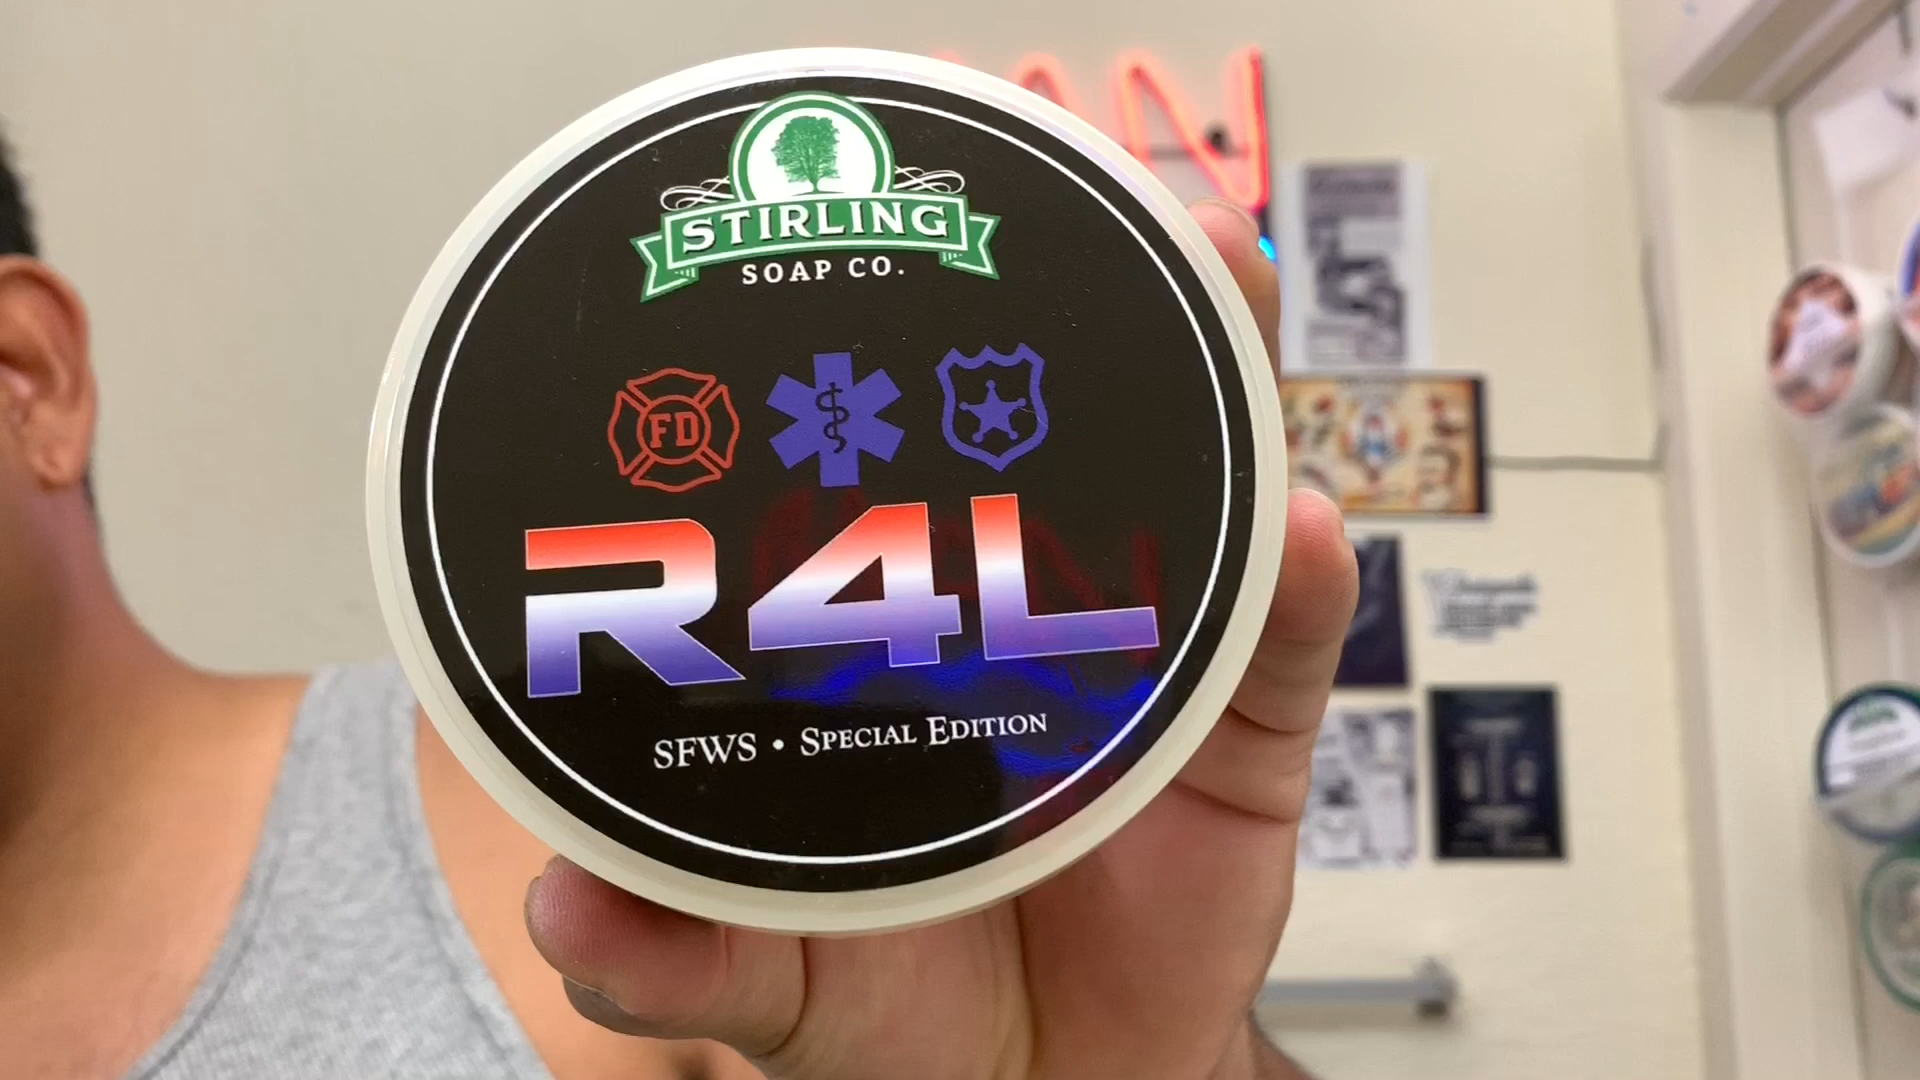 STIRLING
SOAP CO.
FD
R4L
SFWS • SPECIAL EDITION